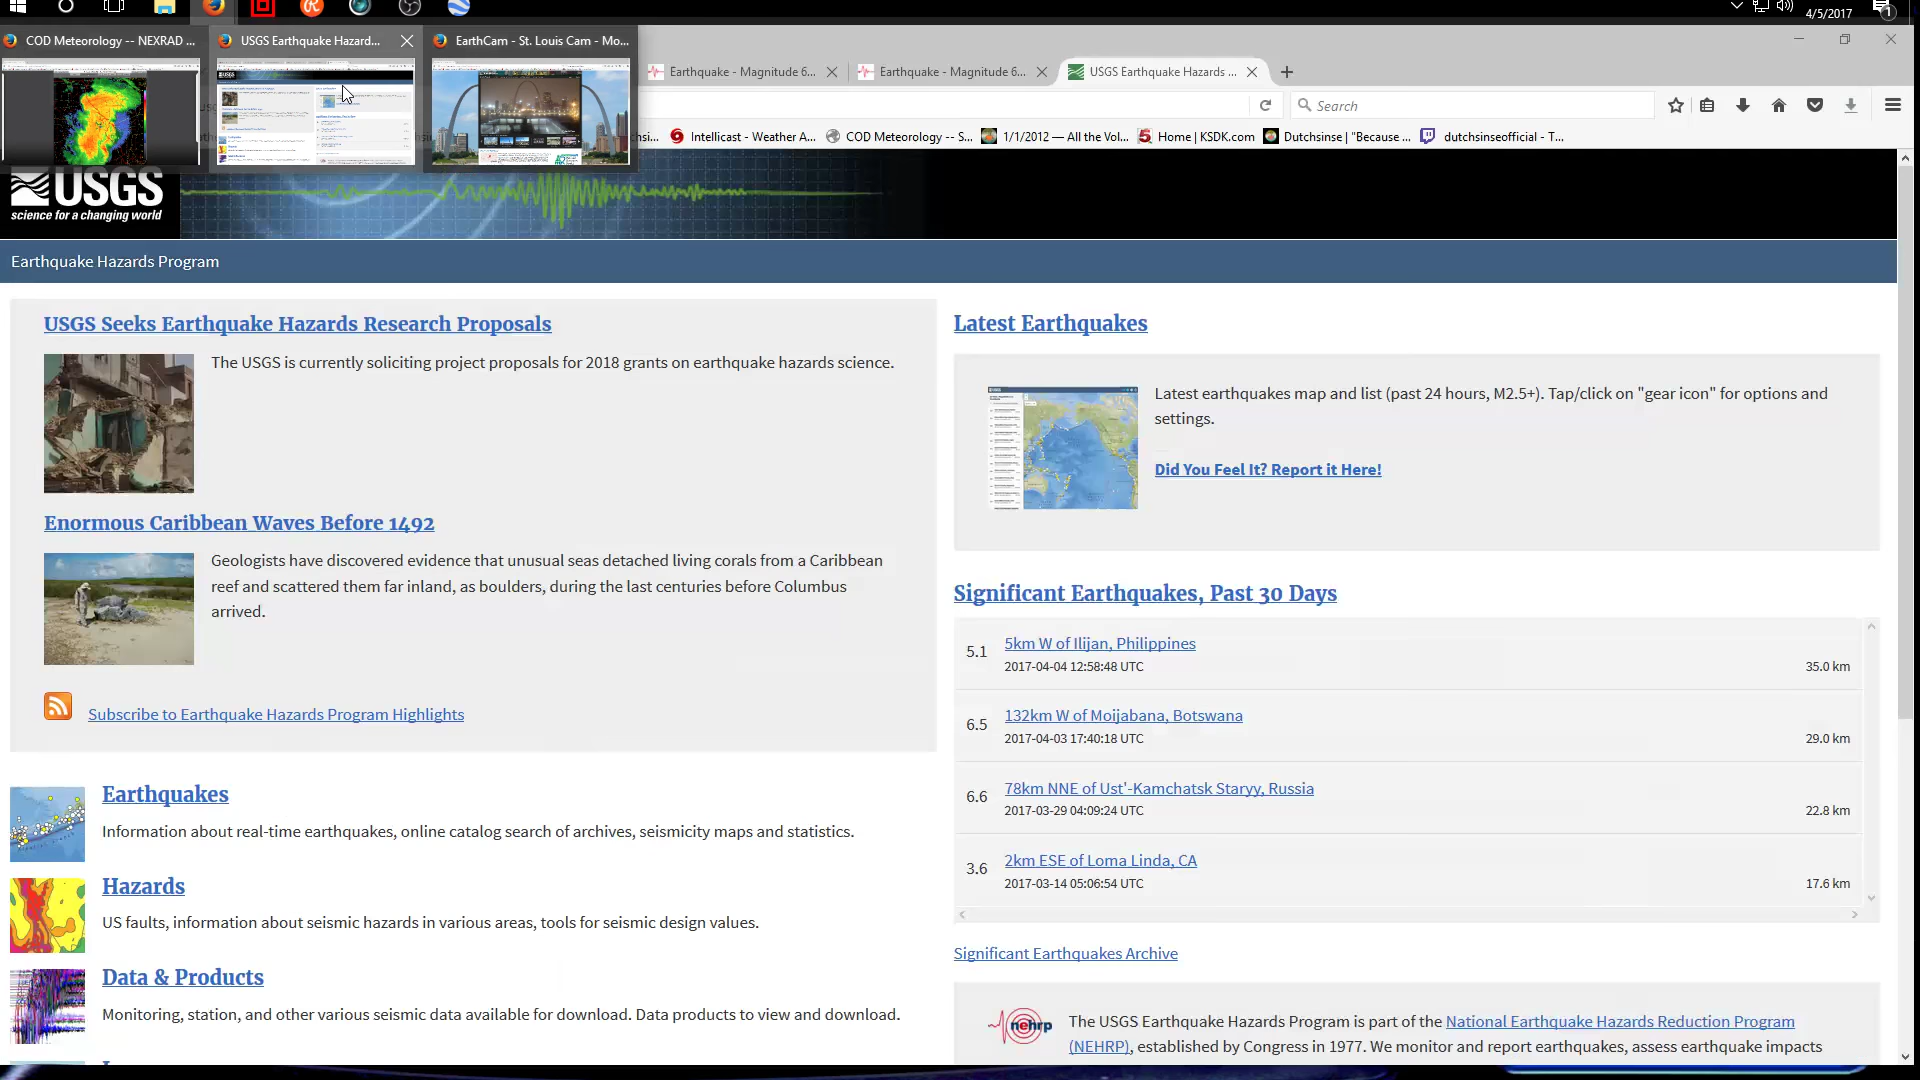 4/5/2017
1
COD Meteorology -- NEXRAD ...
USGS Earthquake Hazard...
EarthCam - St. Louis Cam - Mo...
Earthquake - Magnitude 6...
Earthquake - Magnitude 6...
USGS Earthquake Hazards ...
Search
hsi...
Intellicast - Weather A...
COD Meteorology -- S...
1/1/2012 — All the Vol...
Home | KSDK.com
Dutchsinse | "Because ...
dutchsinseofficial - T...
USGS
science for a changing world
Earthquake Hazards Program
USGS Seeks Earthquake Hazards Research Proposals
The USGS is currently soliciting project proposals for 2018 grants on earthquake hazards science.
Enormous Caribbean Waves Before 1492
Geologists have discovered evidence that unusual seas detached living corals from a Caribbean
reef and scattered them far inland, as boulders, during the last centuries before Columbus
arrived.
Subscribe to Earthquake Hazards Program Highlights
Earthquakes
Information about real-time earthquakes, online catalog search of archives, seismicity maps and statistics.
Hazards
US faults, information about seismic hazards in various areas, tools for seismic design values.
Data & Products
Monitoring, station, and other various seismic data available for download. Data products to view and download.
Latest Earthquakes
Latest earthquakes map and list (past 24 hours, M2.5+). Tap/click on "gear icon" for options and
settings.
Did You Feel It? Report it Here!
Significant Earthquakes, Past 30 Days
5.1 5km W of Ilijan, Philippines
2017-04-04 12:58:48 UTC 35.0 km
6.5 132km W of Moijabana, Botswana
2017-04-03 17:40:18 UTC 29.0 km
6.6 78km NNE of Ust'-Kamchatsk Staryy, Russia
2017-03-29 04:09:24 UTC 22.8 km
3.6 2km ESE of Loma Linda, CA
2017-03-14 05:06:54 UTC 17.6 km
Significant Earthquakes Archive
nehrp
The USGS Earthquake Hazards Program is part of the National Earthquake Hazards Reduction Program
(NEHRP), established by Congress in 1977. We monitor and report earthquakes, assess earthquake impacts